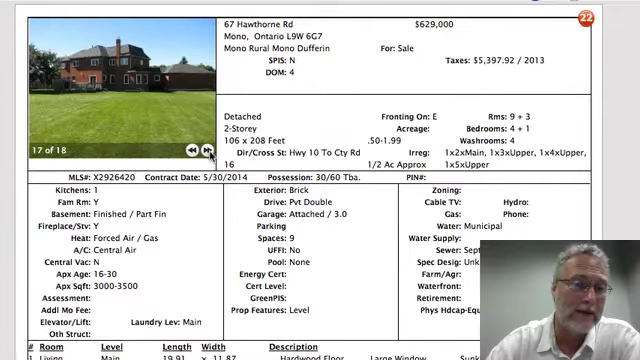 22
67 Hawthorne Rd $629,000
Mono, Ontario L9W 6G7
Mono Rural Mono Dufferin For: Sale
SPIS: N Taxes: $5,397.92 / 2013
DOM: 4
Detached Fronting On: E Rms: 9 + 3
2-Storey Acreage: Bedrooms: 4 + 1
106 x 208 Feet .50-1.99 Washrooms: 4
Dir/Cross St: Hwy 10 To Cty Rd Irreg: 1x2xMain, 1x3xUpper, 1x4xUpper,
16 1/2 Ac Approx 1x5xUpper
17 of 18
MLS#: X2926420 Contract Date: 5/30/2014 Possession: 30/60 Tba. PIN#:
Kitchens: 1 Exterior: Brick Zoning:
Fam Rm: Y Drive: Pvt Double Cable TV: Hydro:
Basement: Finished / Part Fin Garage: Attached / 3.0 Gas: Phone:
Fireplace/Stv: Y Parking Water: Municipal
Heat: Forced Air / Gas Spaces: 9 Water Supply:
A/C: Central Air UFFI: No Sewer: Sept
Central Vac: N Pool: None Spec Desig: Unk
Apx Age: 16-30 Energy Cert: Farm/Agr:
Apx Sqft: 3000-3500 Cert Level: Waterfront:
Assessment: GreenPIS: Retirement:
Addl Mo Fee: Prop Features: Level Phys Hdcap-Equ
Elevator/Lift: Laundry Lev: Main
Oth Struct:
# Room Level Length Width Description
1 Living Main 19.91 x 11.87 Hardwood Floor Large Window